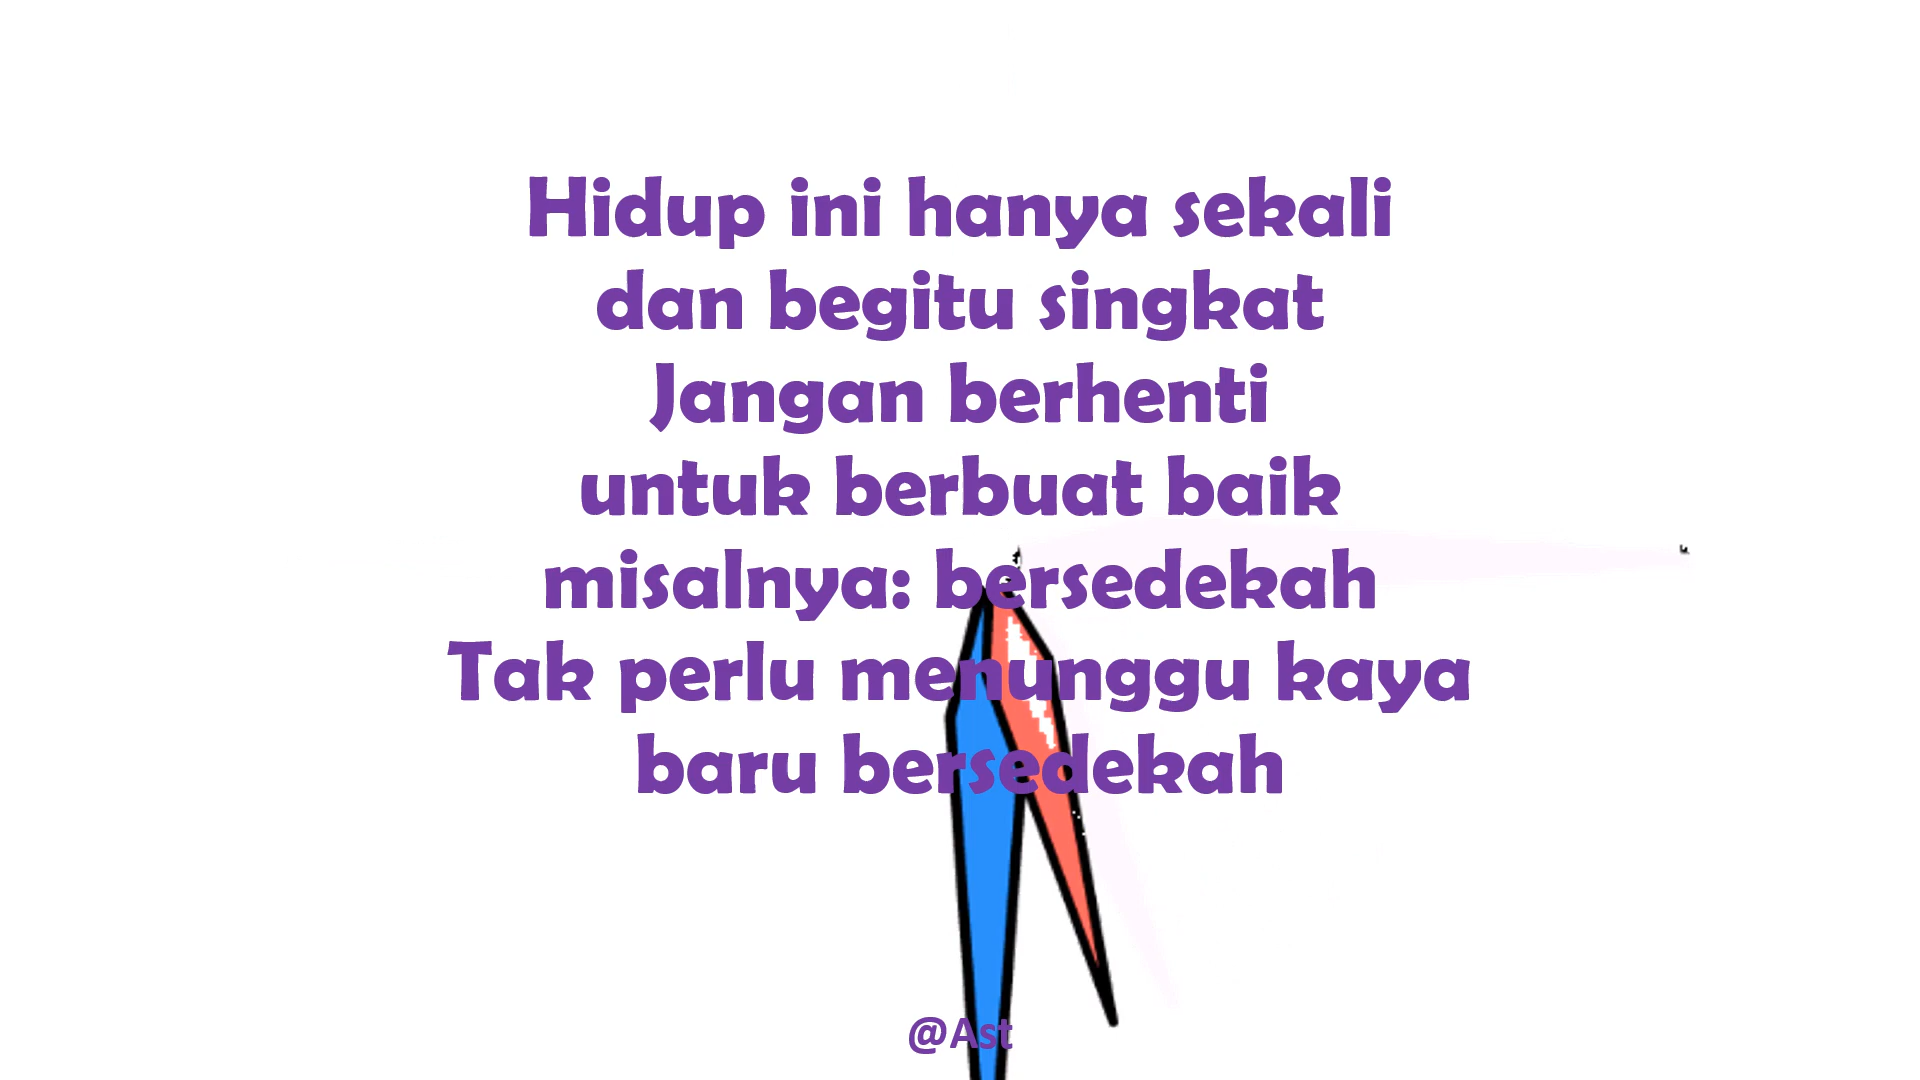 Hidup ini hanya sekali
dan begitu singkat
Jangan berhenti
untuk berbuat baik
misalnya: bersedekah
Tak perlu menunggu kaya
baru bersedekah
@Ast